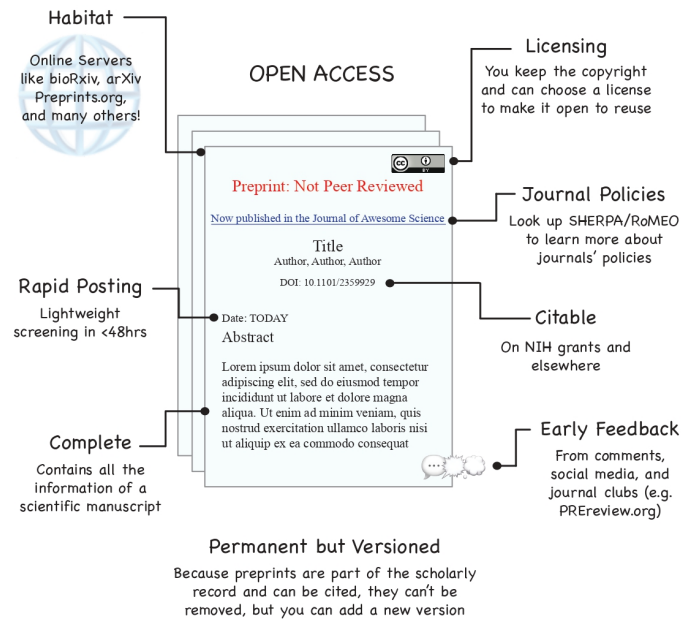 Habitat
Online Servers
like bioRxiv, arXiv
Preprints.org,
and many others!
OPEN ACCESS
Licensing
You keep the copyright
and can choose a license
to make it open to reuse
cc
BY
Preprint: Not Peer Reviewed
Now published in the Journal of Awesome Science
Title
Author, Author, Author
DOI: 10.1101/2359929
Journal Policies
Look up SHERPA/RoMEO
to learn more about
journals' policies
Rapid Posting
Lightweight
screening in <48hrs
Date: TODAY
Abstract
Citable
On NIH grants and
elsewhere
Lorem ipsum dolor sit amet, consectetur
adipiscing elit, sed do eiusmod tempor
incididunt ut labore et dolore magna
aliqua. Ut enim ad minim veniam, quis
nostrud exercitation ullamco laboris nisi
ut aliquip ex ea commodo consequat
Complete
Contains all the
information of a
scientific manuscript
Early Feedback
From comments,
social media, and
journal clubs (e.g.
PREreview.org)
Permanent but Versioned
Because preprints are part of the scholarly
record and can be cited, they can't be
removed, but you can add a new version